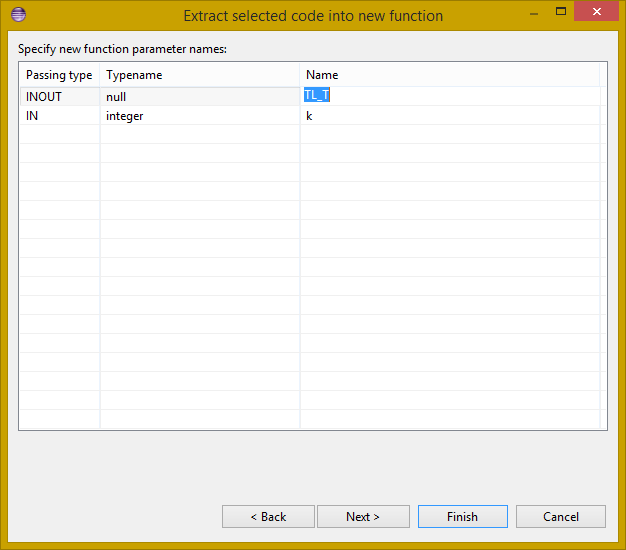 Extract selected code into new function
Specify new function parameter names:
Passing type Typename Name
INOUT null TL_T
IN integer k
< Back Next > Finish Cancel